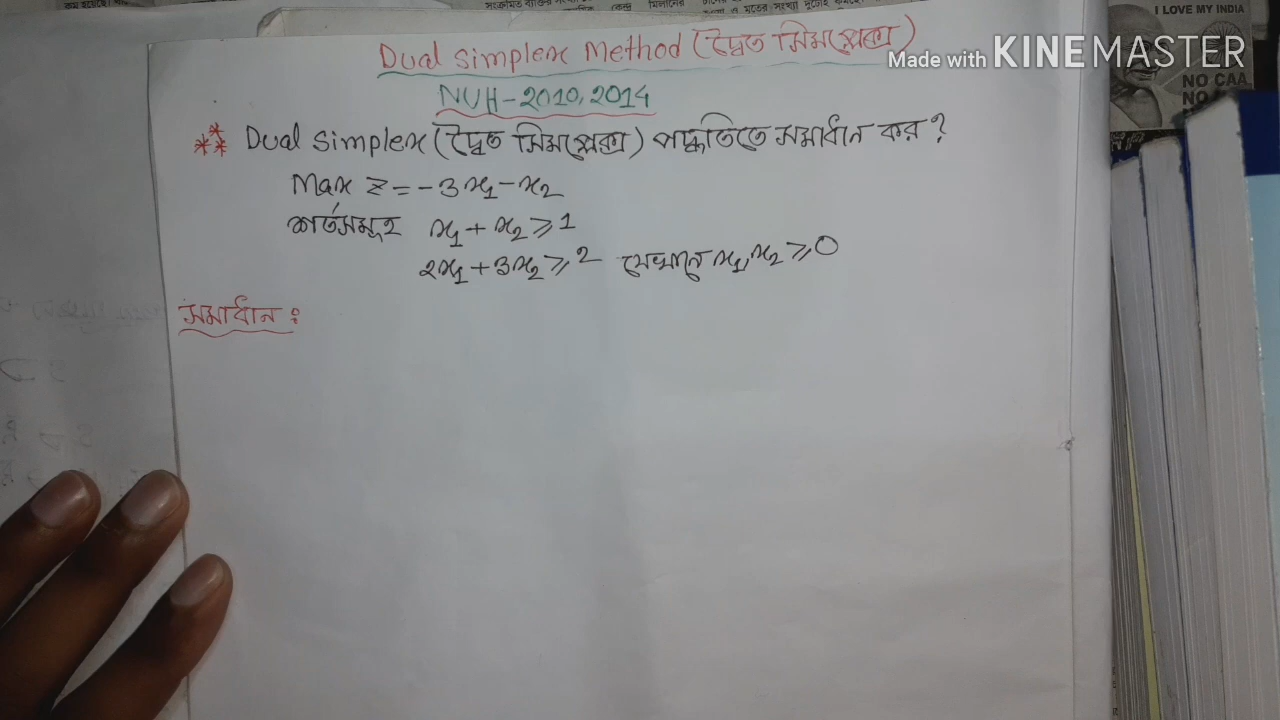 I LOVE MY INDIA
Made with KINEMASTER
NO CAA
Dual Simplex Method (দ্বৈত সিমপ্লেক্স)
NUH-2010, 2014
Dual Simplex (দ্বৈত সিমপ্লেক্স) পদ্ধতিতে সমাধান কর?
Max Z = -3x₁ - x₂
শর্তসমূহ x₁ + x₂ ≥ 1
2x₁ + 3x₂ ≥ 2 যেখানে x₁, x₂ ≥ 0
সমাধান :